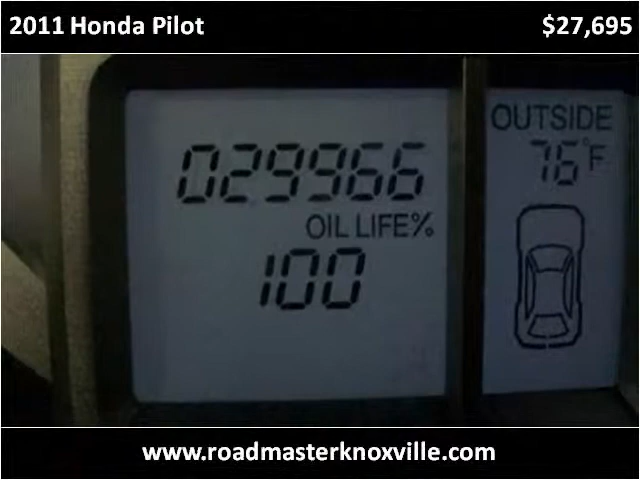 2011 Honda Pilot $27,695
OUTSIDE
029966 76°F
OIL LIFE%
100
www.roadmasterknoxville.com